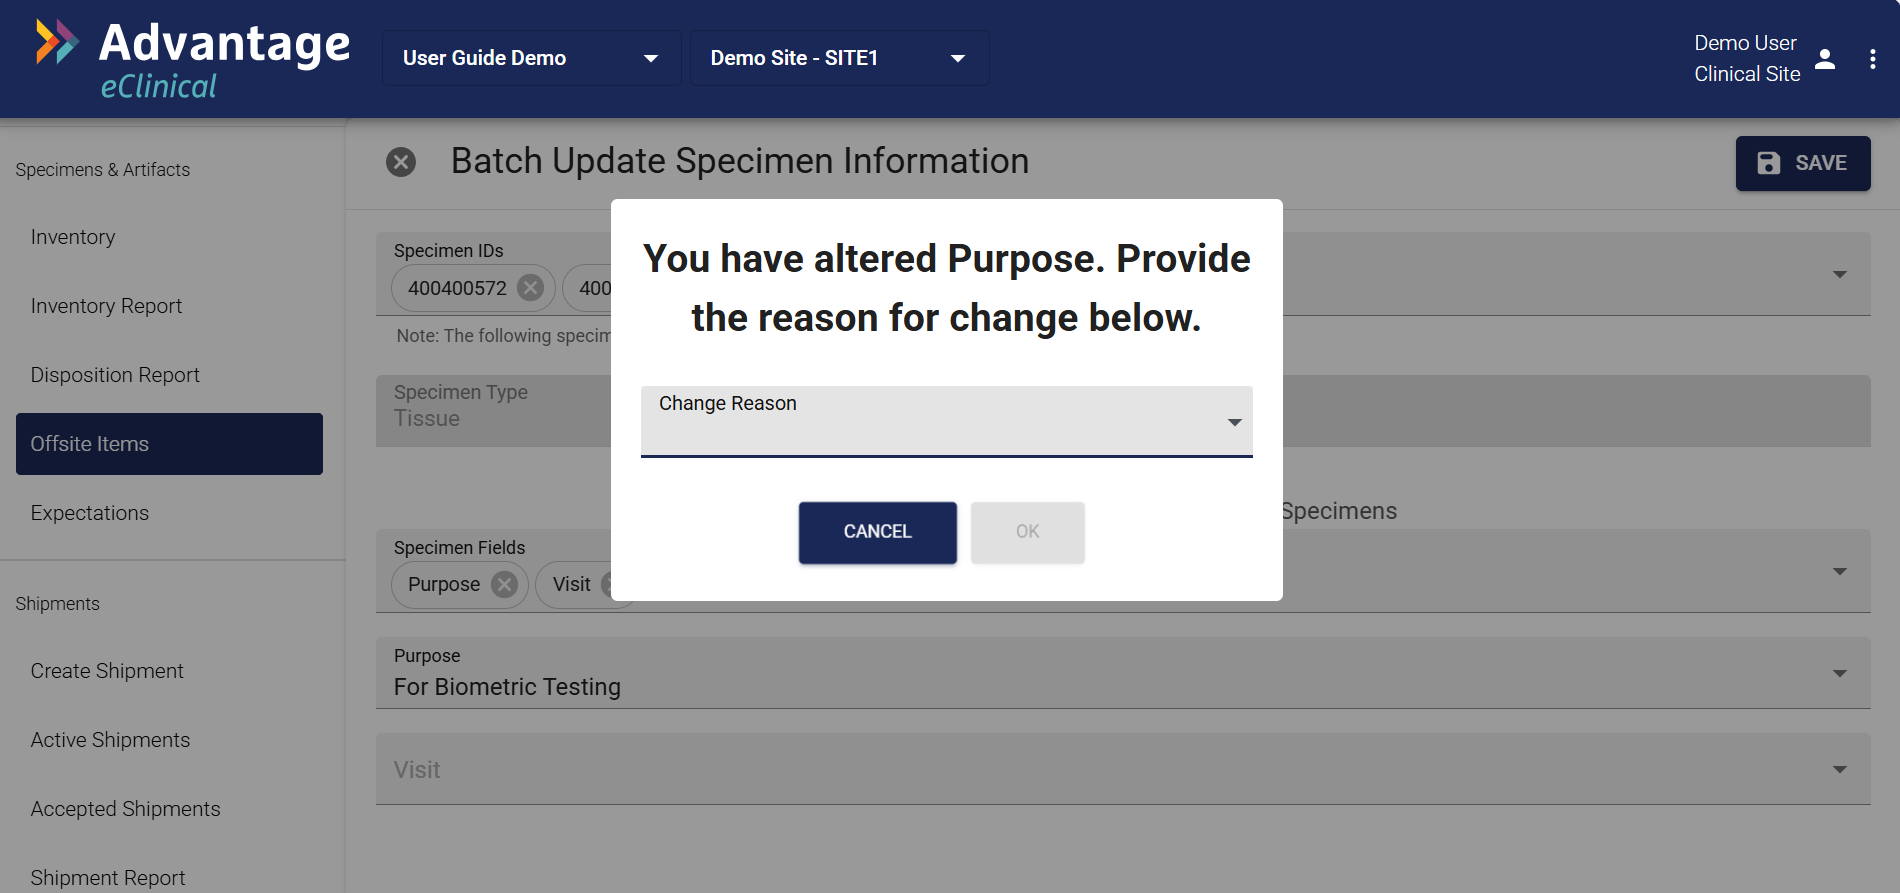 Advantage
eClinical
User Guide Demo
Demo Site - SITE1
Demo User
Clinical Site
Specimens & Artifacts
Inventory
Inventory Report
Disposition Report
Offsite Items
Expectations
Shipments
Create Shipment
Active Shipments
Accepted Shipments
Shipment Report
Batch Update Specimen Information
SAVE
Specimen IDs
400400572
400
Note: The following specim
Specimen Type
Tissue
Specimens
Specimen Fields
Purpose
Visit
Purpose
For Biometric Testing
Visit
You have altered Purpose. Provide
the reason for change below.
Change Reason
CANCEL
OK